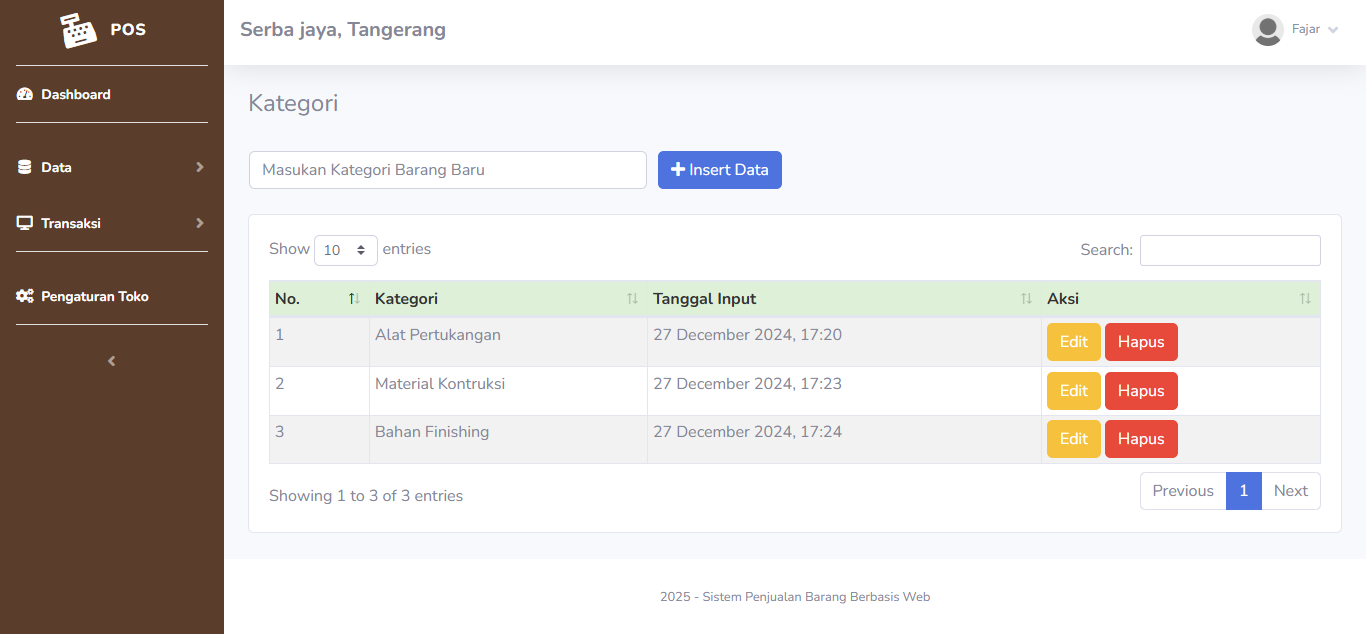 POS
Serba jaya, Tangerang
Fajar
Dashboard
Data
Transaksi
Pengaturan Toko
Kategori
Masukan Kategori Barang Baru
Insert Data
Show 10 entries
Search:
No. Kategori Tanggal Input Aksi
1 Alat Pertukangan 27 December 2024, 17:20 Edit Hapus
2 Material Kontruksi 27 December 2024, 17:23 Edit Hapus
3 Bahan Finishing 27 December 2024, 17:24 Edit Hapus
Showing 1 to 3 of 3 entries
Previous 1 Next
2025 - Sistem Penjualan Barang Berbasis Web